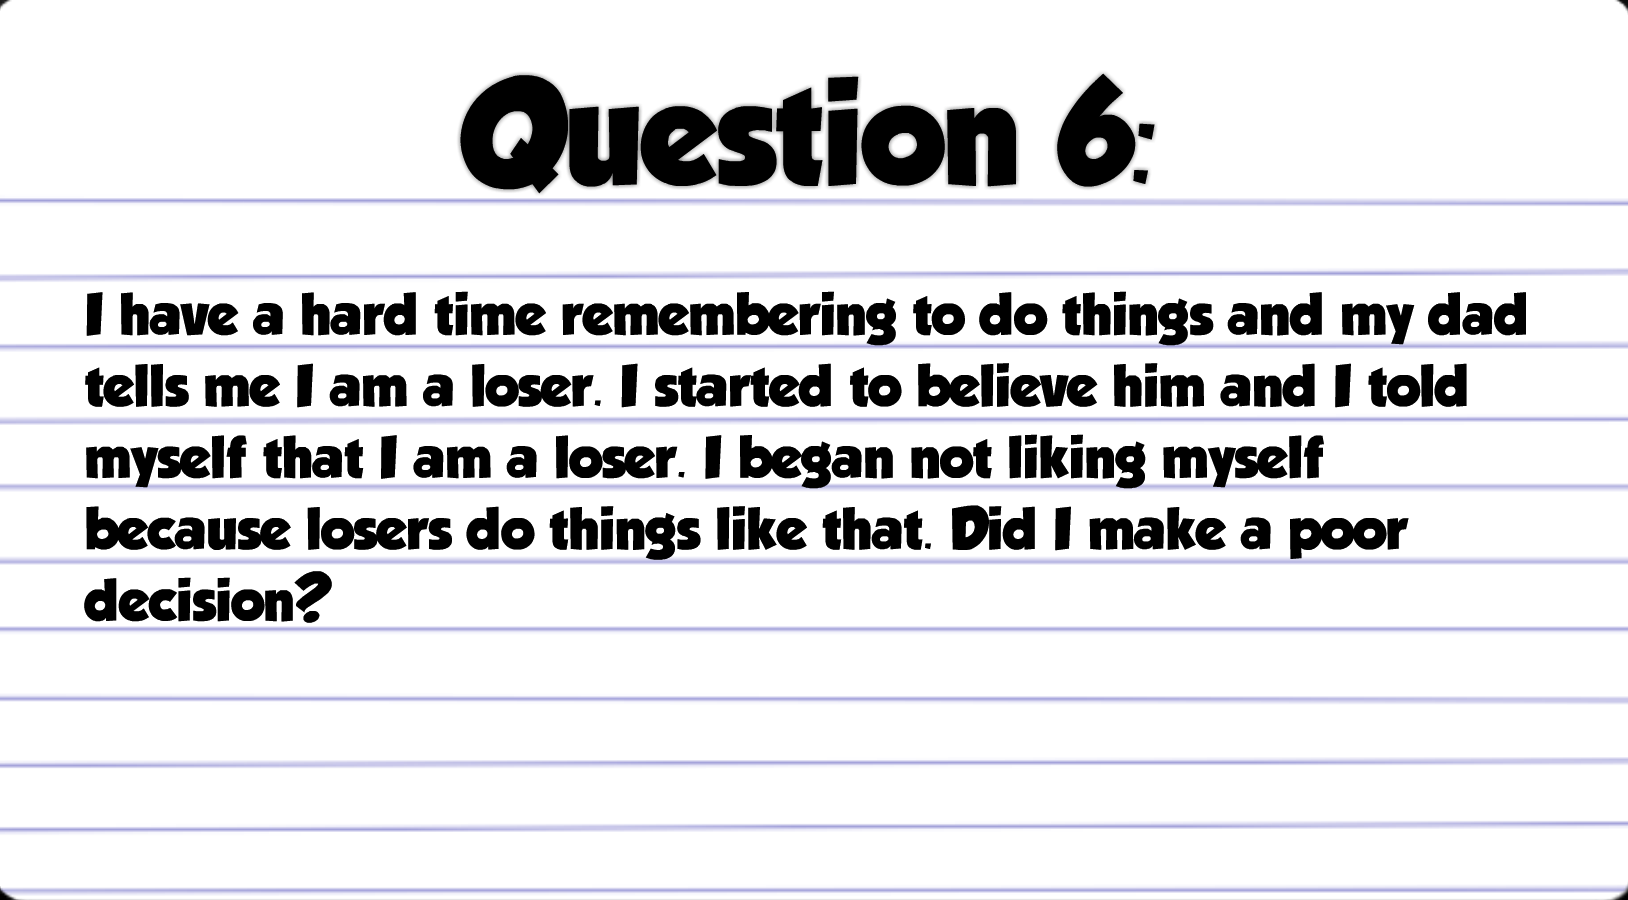 Question 6:
I have a hard time remembering to do things and my dad
tells me I am a loser. I started to believe him and I told
myself that I am a loser. I began not liking myself
because losers do things like that. Did I make a poor
decision?